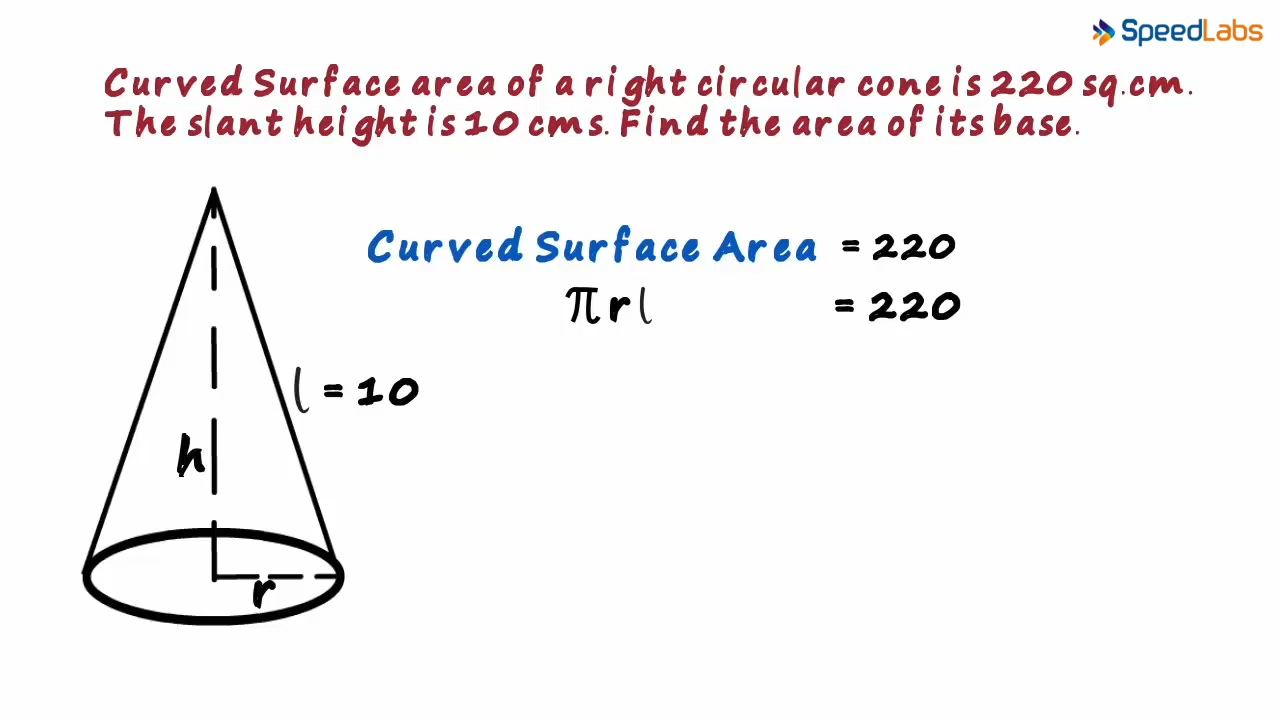 SpeedLabs
Curved Surface area of a right circular cone is 220 sq.cm.
The slant height is 10 cms. Find the area of its base.
Curved Surface Area = 220
πrl = 220
l = 10
h
r